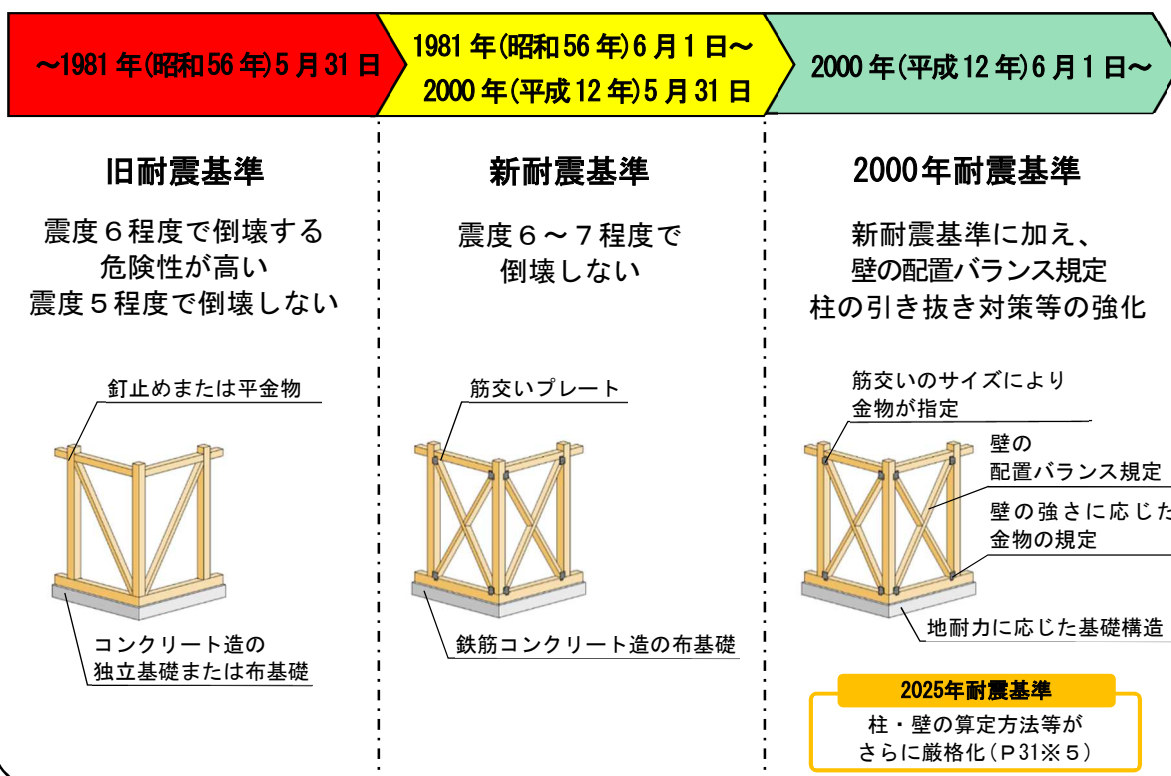 ～1981年(昭和56年)5月31日
1981年(昭和56年)6月1日～
2000年(平成12年)5月31日
2000年(平成12年)6月1日～
旧耐震基準
震度６程度で倒壊する
危険性が高い
震度５程度で倒壊しない
釘止めまたは平金物
コンクリート造の
独立基礎または布基礎
新耐震基準
震度６～７程度で
倒壊しない
筋交いプレート
鉄筋コンクリート造の布基礎
2000年耐震基準
新耐震基準に加え、
壁の配置バランス規定
柱の引き抜き対策等の強化
筋交いのサイズにより
金物が指定
壁の
配置バランス規定
壁の強さに応じた
金物の規定
地耐力に応じた基礎構造
2025年耐震基準
柱・壁の算定方法等が
さらに厳格化(Ｐ31※５)